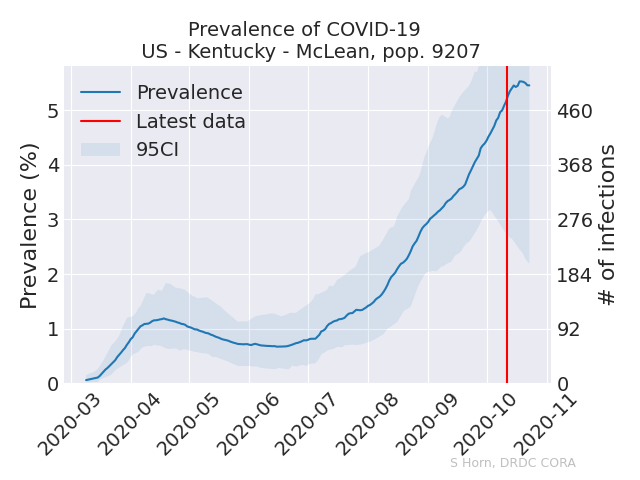 Prevalence of COVID-19
US - Kentucky - McLean, pop. 9207
Prevalence
Latest data
95CI
Prevalence (%)
5
4
3
2
1
0
460
368
276
184
92
0
# of infections
2020-03
2020-04
2020-05
2020-06
2020-07
2020-08
2020-09
2020-10
2020-11
S Horn, DRDC CORA